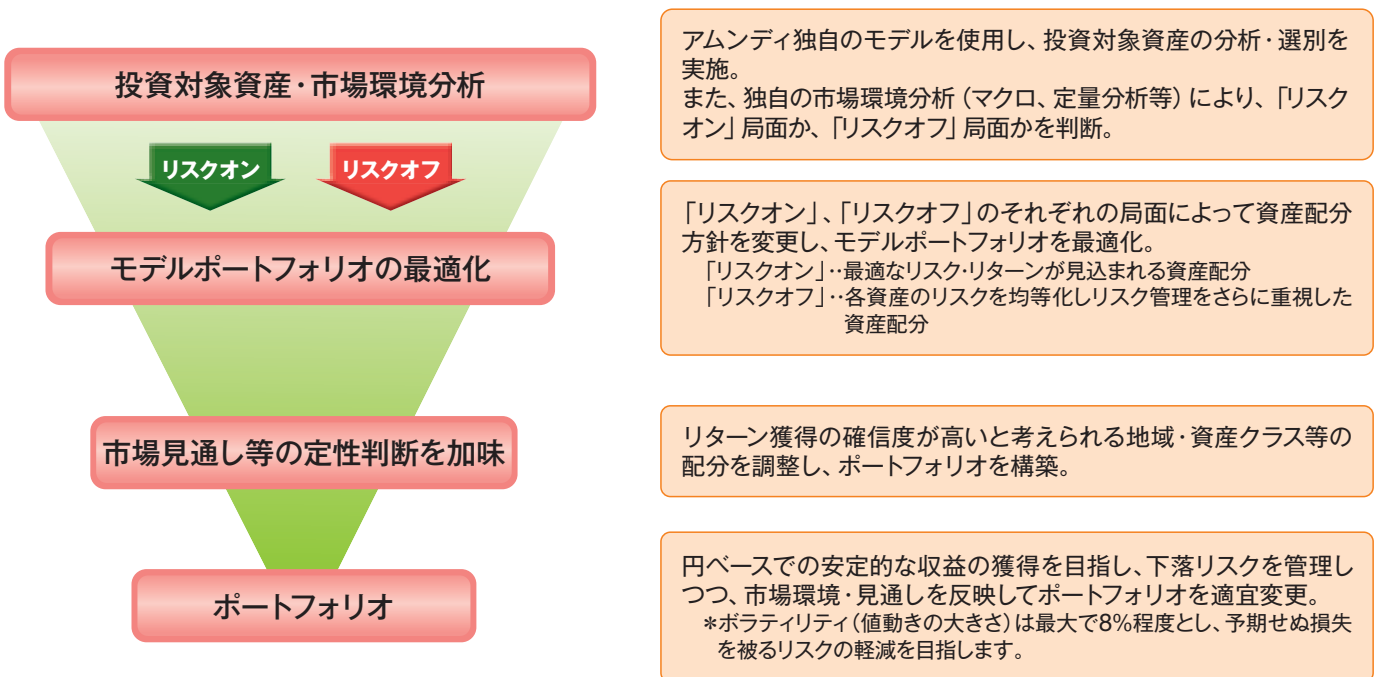 投資対象資産・市場環境分析
アムンディ独自のモデルを使用し、投資対象資産の分析・選別を
実施。
また、独自の市場環境分析（マクロ、定量分析等）により、「リスク
オン」局面か、「リスクオフ」局面かを判断。
リスクオン
リスクオフ
モデルポートフォリオの最適化
「リスクオン」、「リスクオフ」のそれぞれの局面によって資産配分
方針を変更し、モデルポートフォリオを最適化。
「リスクオン」‥最適なリスク・リターンが見込まれる資産配分
「リスクオフ」‥各資産のリスクを均等化しリスク管理をさらに重視した
資産配分
市場見通し等の定性判断を加味
リターン獲得の確信度が高いと考えられる地域・資産クラス等の
配分を調整し、ポートフォリオを構築。
ポートフォリオ
円ベースでの安定的な収益の獲得を目指し、下落リスクを管理し
つつ、市場環境・見通しを反映してポートフォリオを適宜変更。
＊ボラティリティ（値動きの大きさ）は最大で8%程度とし、予期せぬ損失
を被るリスクの軽減を目指します。